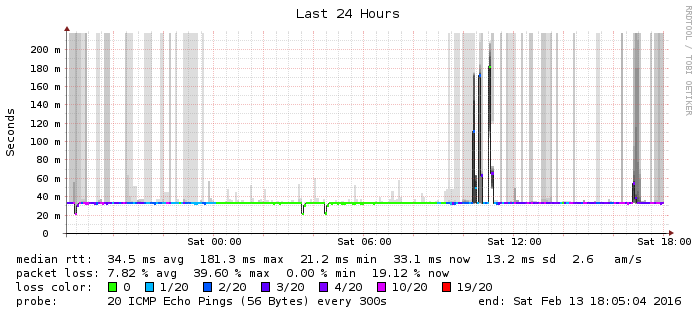 Last 24 Hours
RRDTOOL / TOBI OETIKER
Seconds
200 m
180 m
160 m
140 m
120 m
100 m
80 m
60 m
40 m
20 m
0
Sat 00:00 Sat 06:00 Sat 12:00 Sat 18:00
median rtt: 34.5 ms avg 181.3 ms max 21.2 ms min 33.1 ms now 13.2 ms sd 2.6 am/s
packet loss: 7.82 % avg 39.60 % max 0.00 % min 19.12 % now
loss color: 0 1/20 2/20 3/20 4/20 10/20 19/20
probe: 20 ICMP Echo Pings (56 Bytes) every 300s end: Sat Feb 13 18:05:04 2016